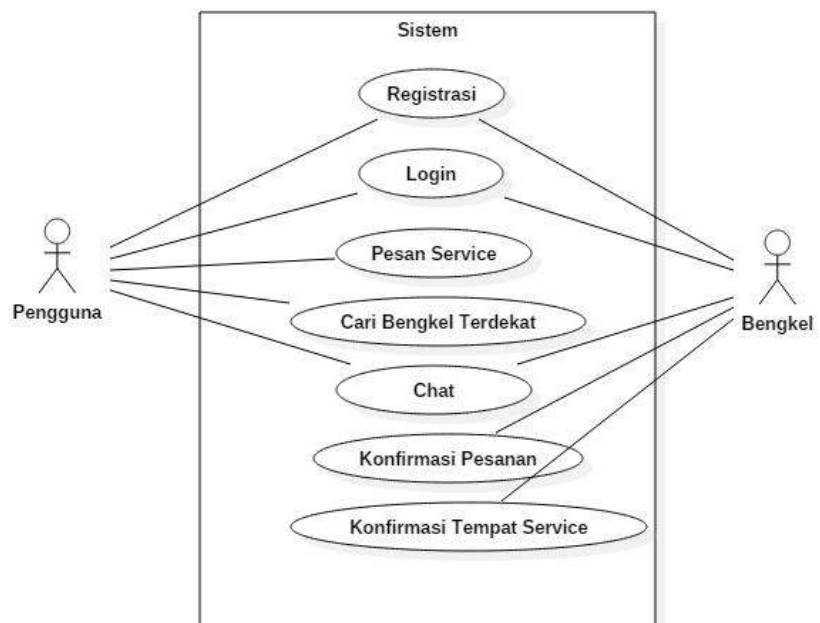 Sistem
Registrasi
Login
Pesan Service
Cari Bengkel Terdekat
Chat
Konfirmasi Pesanan
Konfirmasi Tempat Service
Pengguna
Bengkel